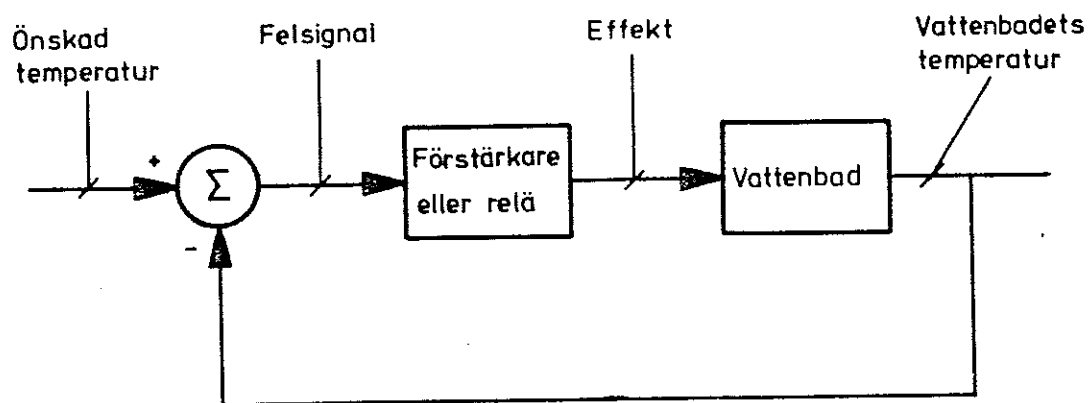 Önskad
temperatur
Felsignal
Effekt
Vattenbadets
temperatur
+
Σ
-
Förstärkare
eller relä
Vattenbad